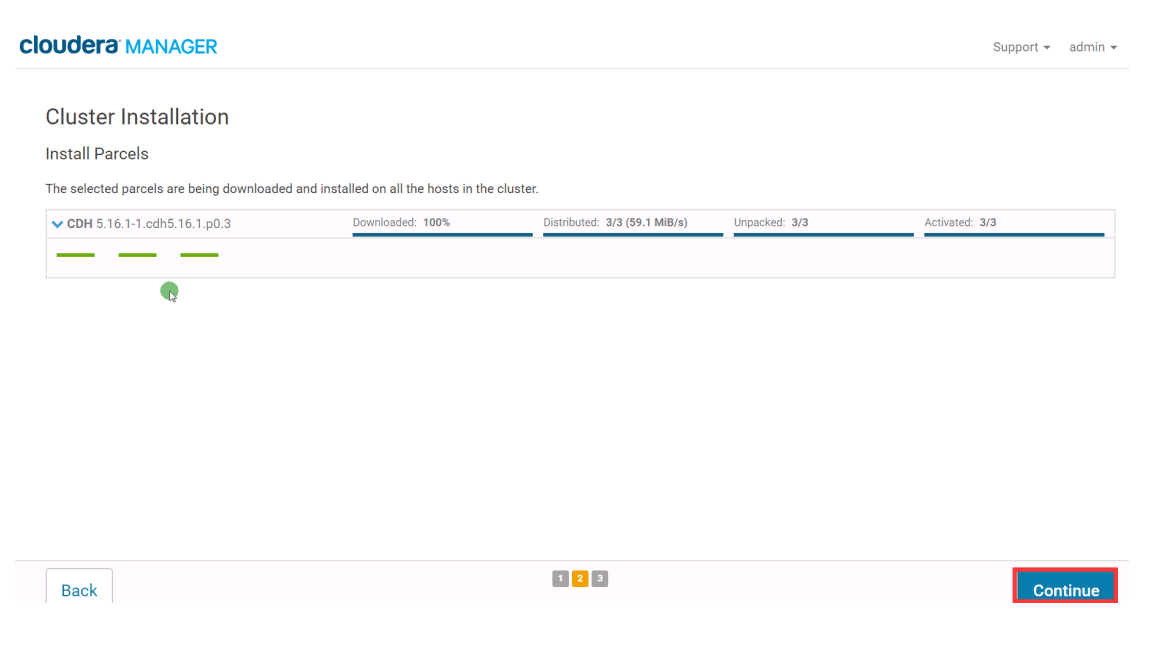 cloudera MANAGER
Support admin
Cluster Installation
Install Parcels
The selected parcels are being downloaded and installed on all the hosts in the cluster.
CDH 5.16.1-1.cdh5.16.1.p0.3 Downloaded: 100% Distributed: 3/3 (59.1 MiB/s) Unpacked: 3/3 Activated: 3/3
Back 1 2 3 Continue